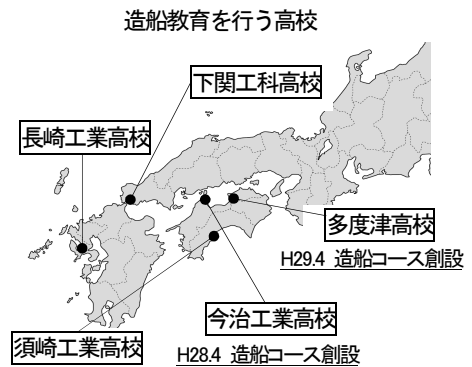 造船教育を行う高校
下関工科高校
長崎工業高校
多度津高校
H29.4 造船コース創設
今治工業高校
H28.4 造船コース創設
須崎工業高校